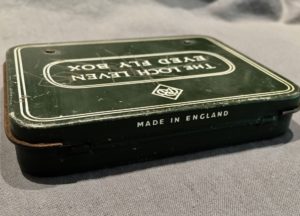 THE LOCH LEVEN
EYED FLY BOX
MADE IN ENGLAND